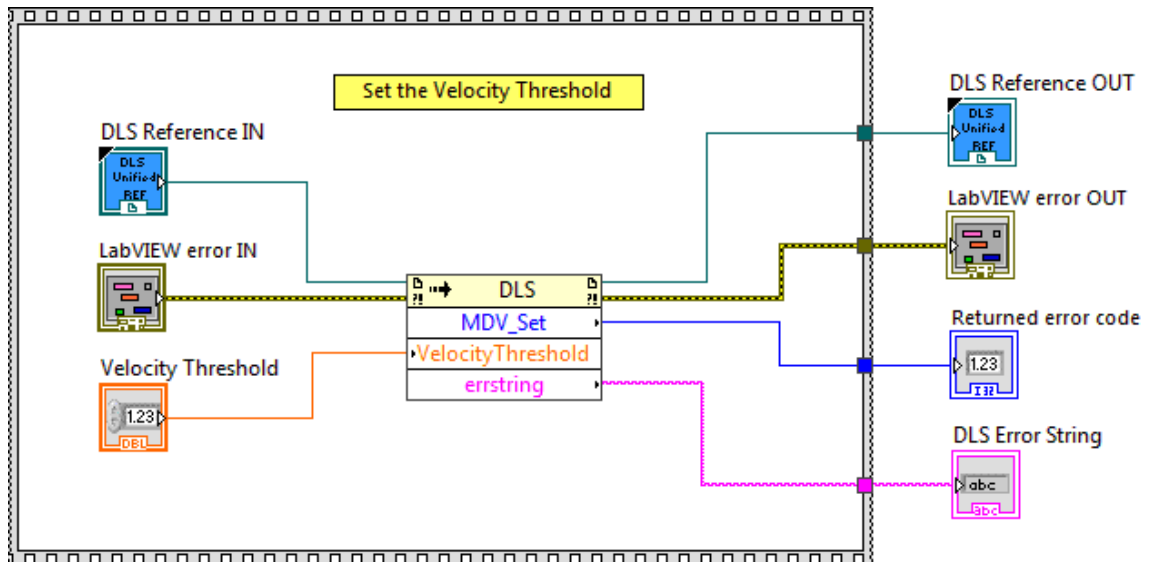 Set the Velocity Threshold
DLS Reference IN
DLS
Unified
REF
LabVIEW error IN
Velocity Threshold
1.23
DBL
?!
DLS
?!
MDV_Set
VelocityThreshold
errstring
DLS Reference OUT
DLS
Unified
REF
LabVIEW error OUT
Returned error code
1.23
I32
DLS Error String
abc
abc